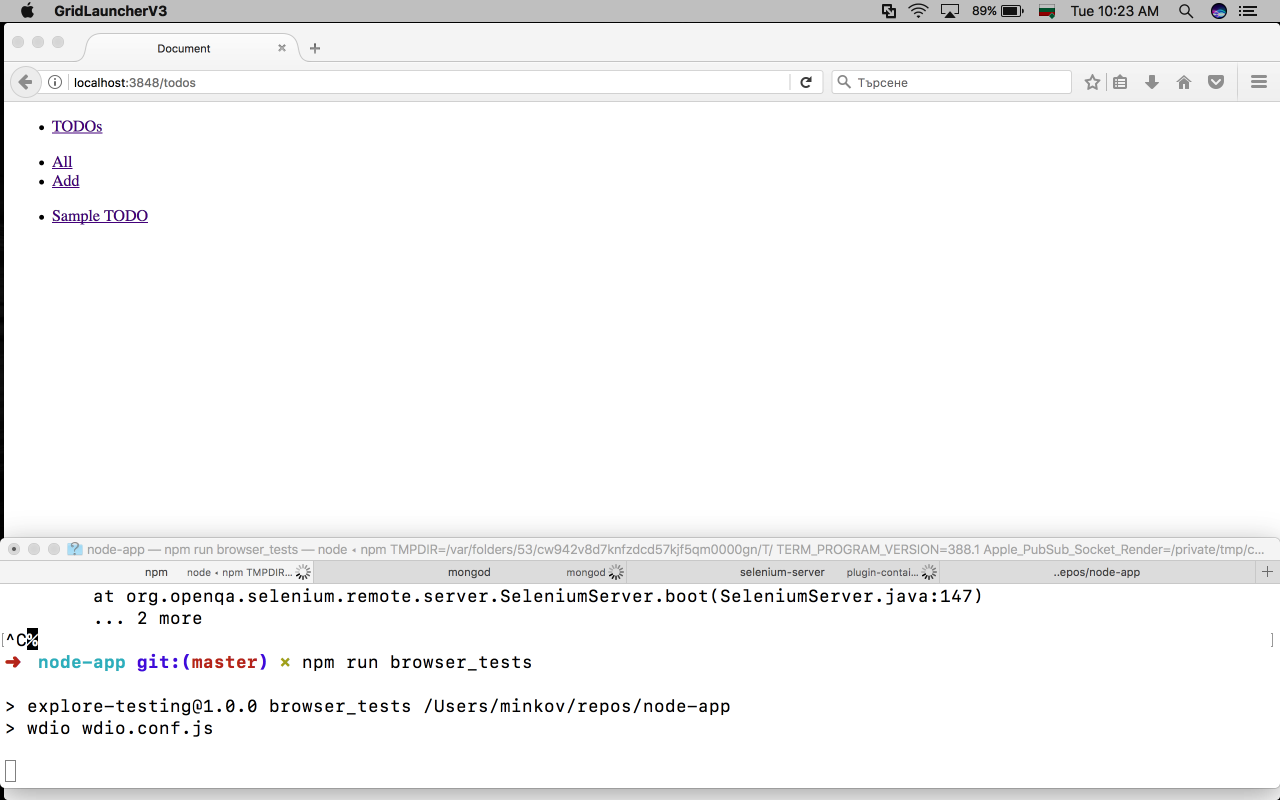 GridLauncherV3 89% Tue 10:23 AM
Document
localhost:3848/todos Търсене
TODOs
All
Add
Sample TODO
node-app — npm run browser_tests — node ◂ npm TMPDIR=/var/folders/53/cw942v8d7knfzdcd57kjf5qm0000gn/T/ TERM_PROGRAM_VERSION=388.1 Apple_PubSub_Socket_Render=/private/tmp/c...
npm node ◂ npm TMPDIR... mongod mongod selenium-server plugin-contai... ..epos/node-app
at org.openqa.selenium.remote.server.SeleniumServer.boot(SeleniumServer.java:147)
... 2 more
^C%
➜ node-app git:(master) ✗ npm run browser_tests
> explore-testing@1.0.0 browser_tests /Users/minkov/repos/node-app
> wdio wdio.conf.js